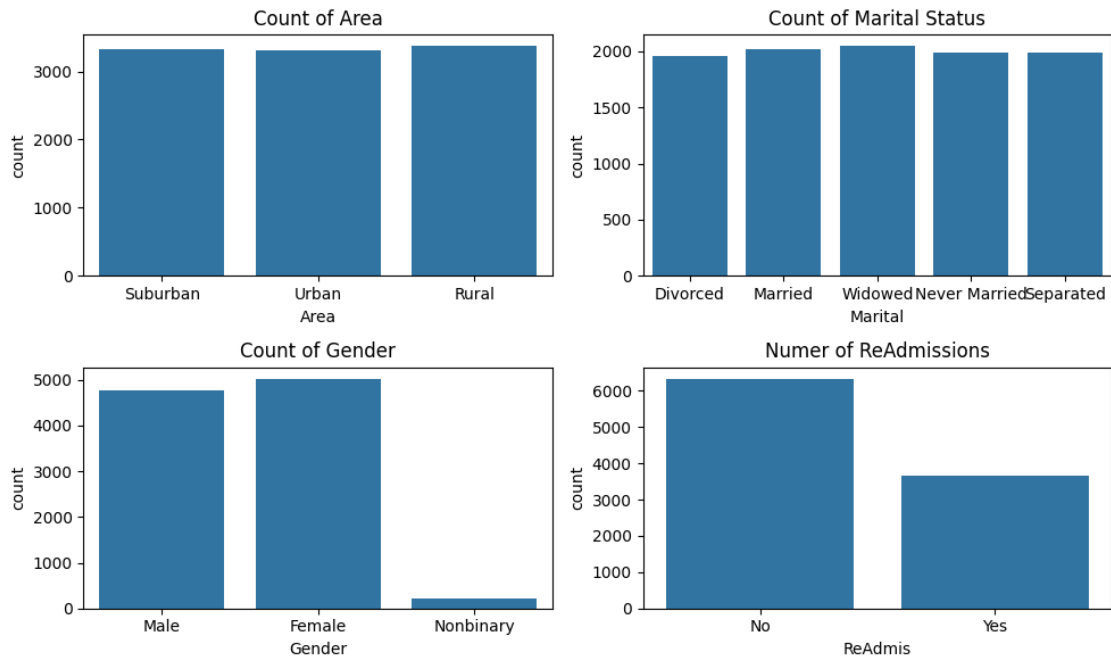 Count of Area
3000
2000
1000
0
count
Suburban Urban Rural
Area
Count of Marital Status
2000
1500
1000
500
0
count
Divorced Married Widowed Never Married Separated
Marital
Count of Gender
5000
4000
3000
2000
1000
0
count
Male Female Nonbinary
Gender
Numer of ReAdmissions
6000
5000
4000
3000
2000
1000
0
count
No Yes
ReAdmis